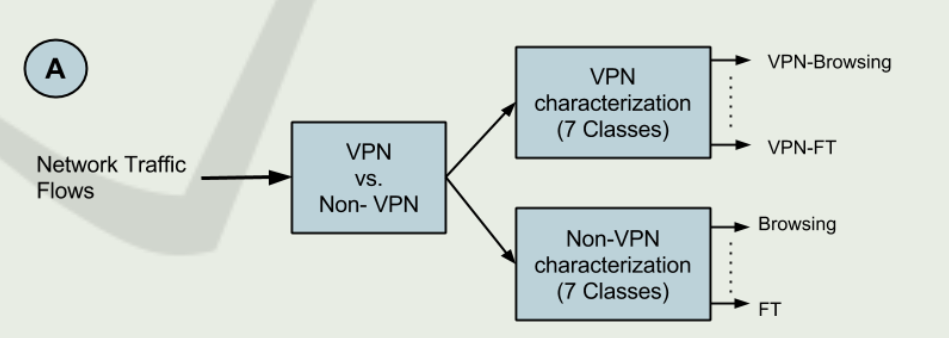 A
Network Traffic
Flows
VPN
vs.
Non- VPN
VPN
characterization
(7 Classes)
VPN-Browsing
VPN-FT
Non-VPN
characterization
(7 Classes)
Browsing
FT